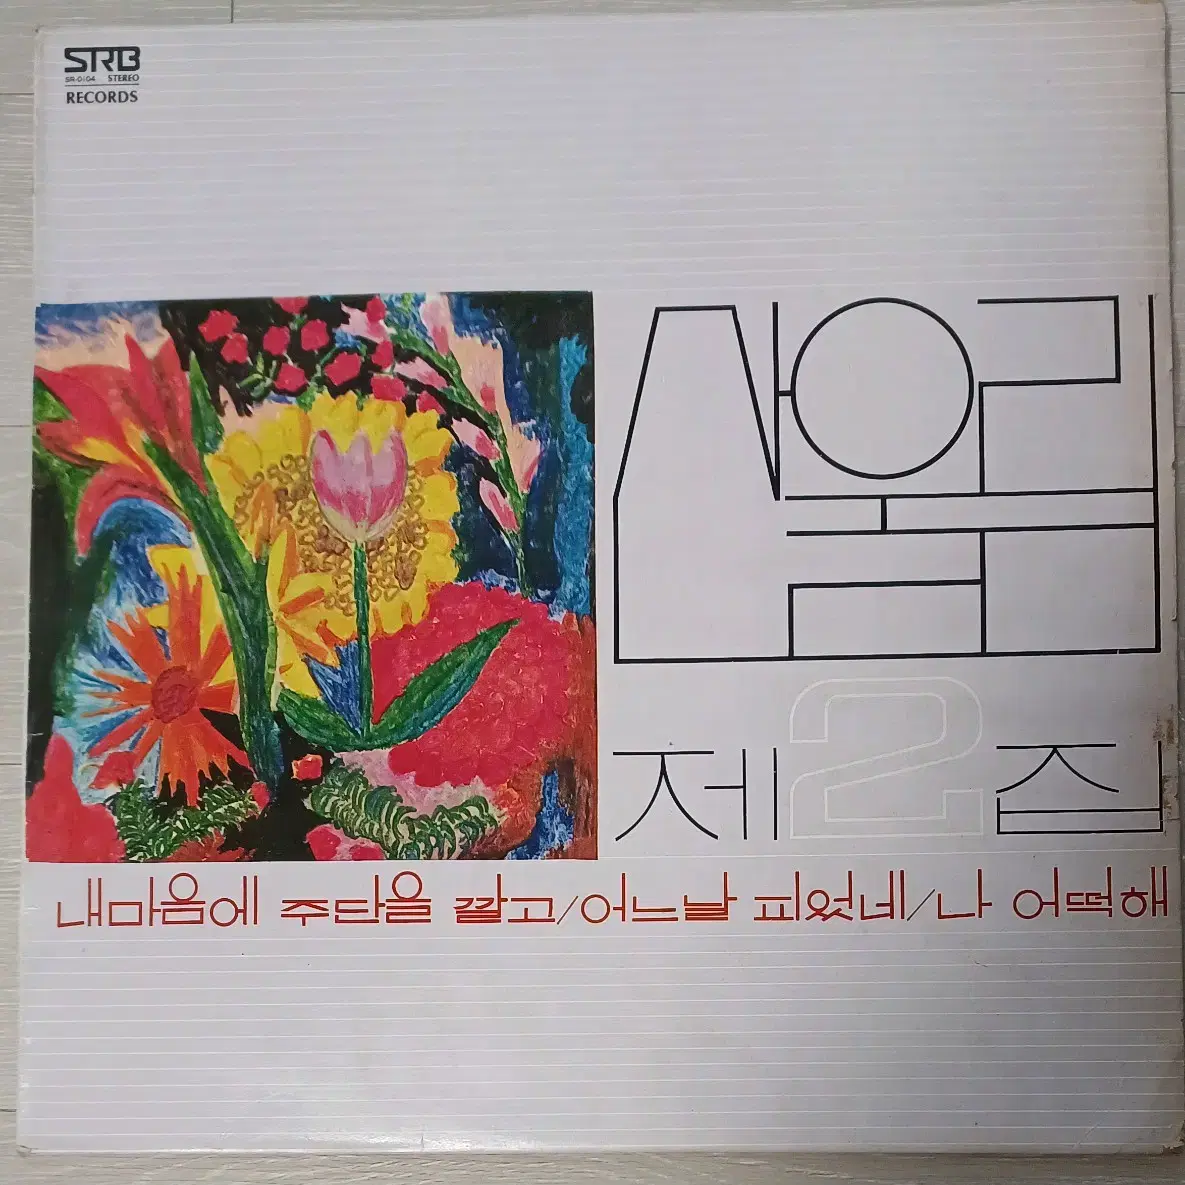 SRB
SR-0104 STEREO
RECORDS
산울림
제2집
내마음에 주단을 깔고/어느날 피었네/나 어떡해